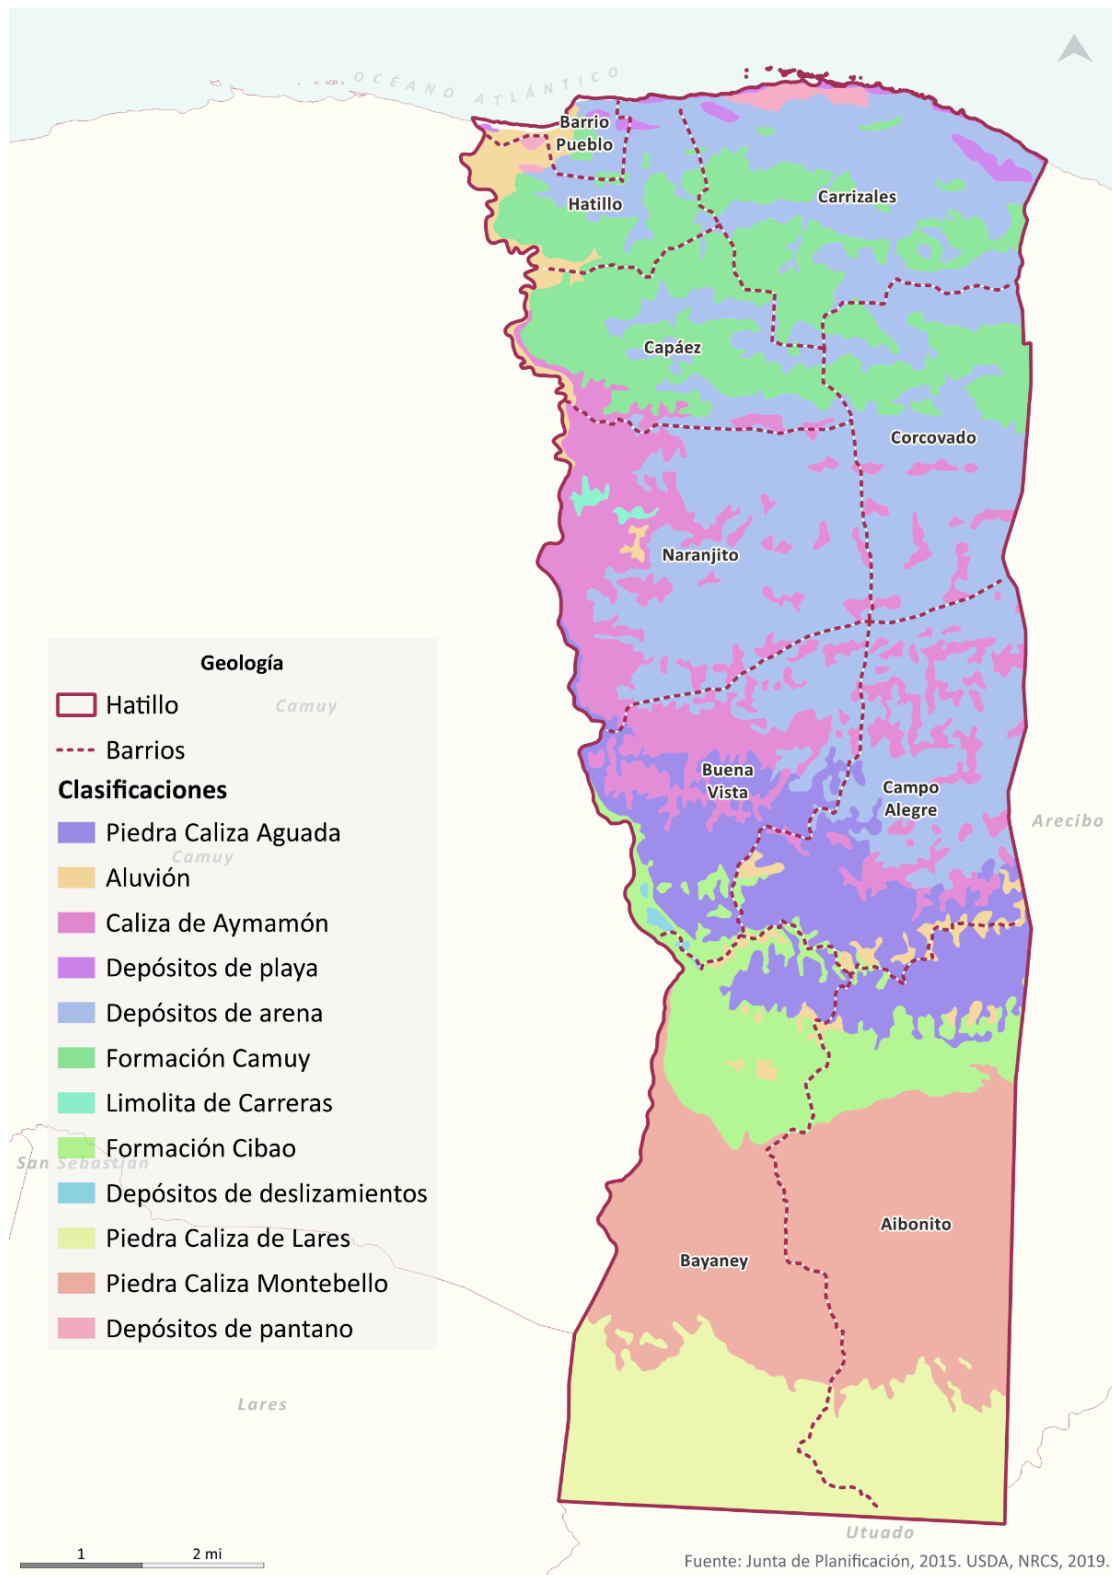 OCÉANO ATLÁNTICO
Barrio
Pueblo
Hatillo
Carrizales
Capáez
Corcovado
Naranjito
Buena
Vista
Campo
Alegre
Arecibo
Aibonito
Bayaney
Geología
Hatillo
Camuy
Barrios
Clasificaciones
Piedra Caliza Aguada
Camuy
Aluvión
Caliza de Aymamón
Depósitos de playa
Depósitos de arena
Formación Camuy
Limolita de Carreras
Formación Cibao
San Sebastián
Depósitos de deslizamientos
Piedra Caliza de Lares
Piedra Caliza Montebello
Depósitos de pantano
Lares
Utuado
1 2 mi
Fuente: Junta de Planificación, 2015. USDA, NRCS, 2019.